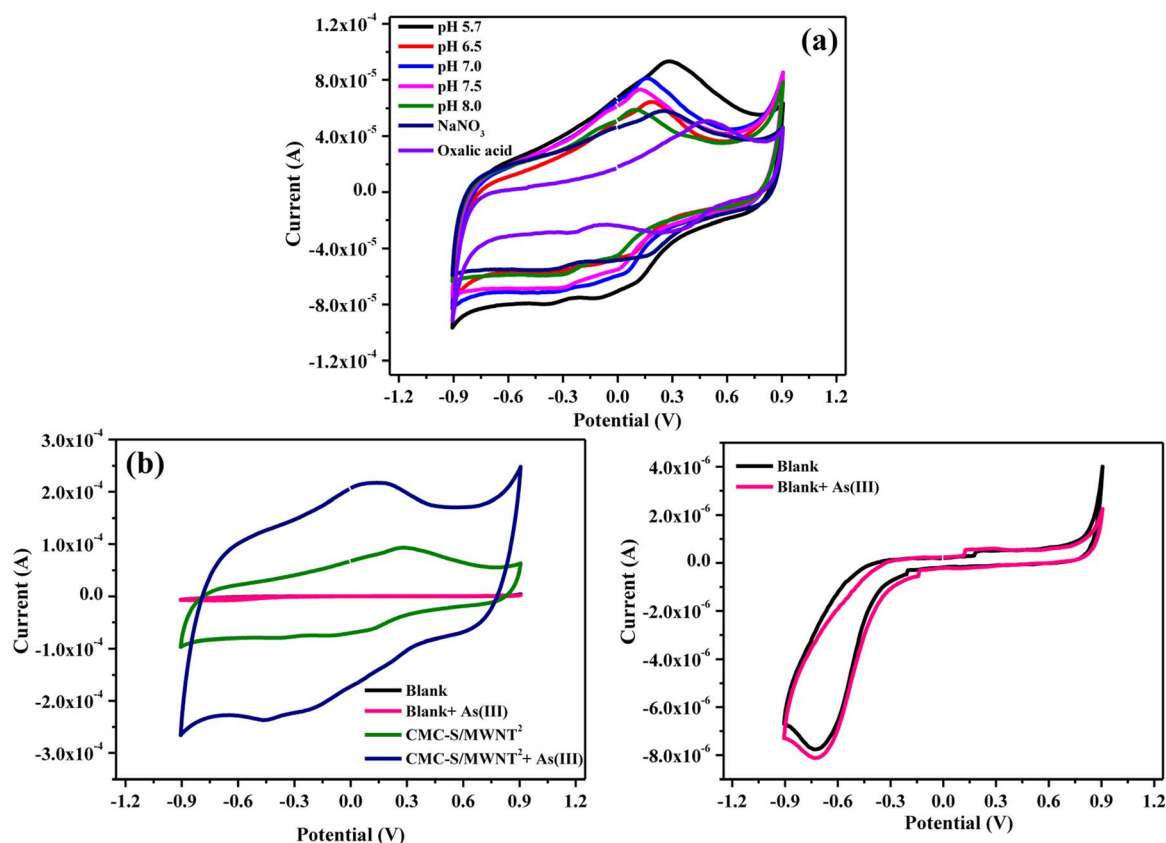 (a)
pH 5.7
pH 6.5
pH 7.0
pH 7.5
pH 8.0
NaNO₃
Oxalic acid
1.2x10⁻⁴
8.0x10⁻⁵
4.0x10⁻⁵
0.0
-4.0x10⁻⁵
-8.0x10⁻⁵
-1.2x10⁻⁴
Current (A)
-1.2 -0.9 -0.6 -0.3 0.0 0.3 0.6 0.9 1.2
Potential (V)
(b)
3.0x10⁻⁴
2.0x10⁻⁴
1.0x10⁻⁴
0.0
-1.0x10⁻⁴
-2.0x10⁻⁴
-3.0x10⁻⁴
Current (A)
Blank
Blank+ As(III)
CMC-S/MWNT²
CMC-S/MWNT²+ As(III)
-0.9 -0.6 -0.3 0.0 0.3 0.6 0.9 1.2
Potential (V)
Blank
Blank+ As(III)
4.0x10⁻⁶
2.0x10⁻⁶
0.0
-2.0x10⁻⁶
-4.0x10⁻⁶
-6.0x10⁻⁶
-8.0x10⁻⁶
Current (A)
-1.2 -0.9 -0.6 -0.3 0.0 0.3 0.6 0.9 1.2
Potential (V)